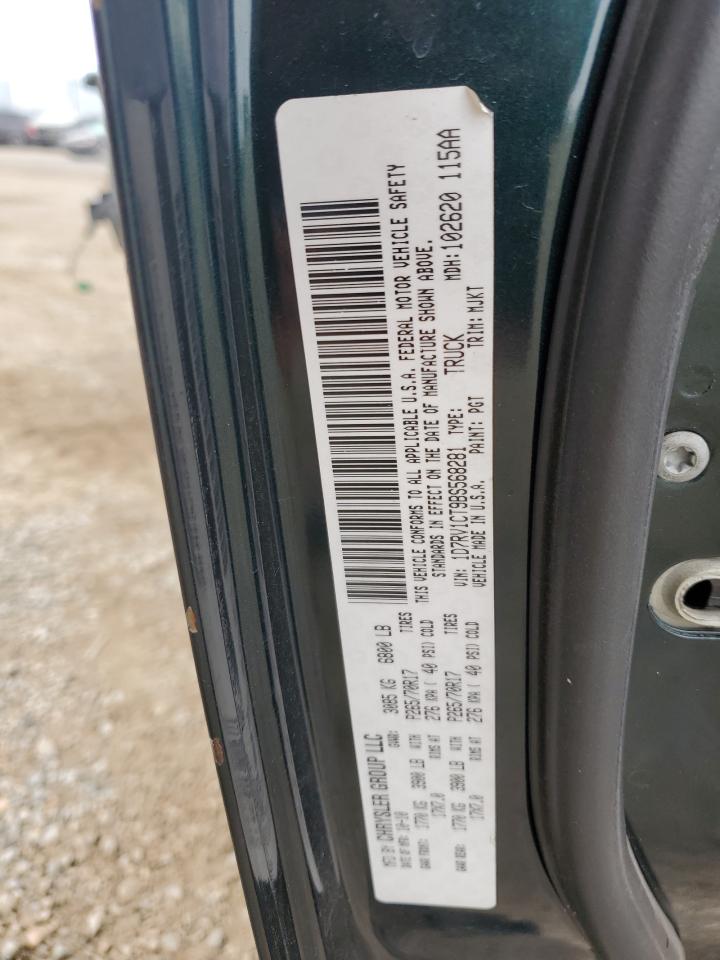 MFD BY: CHRYSLER GROUP LLC
DATE OF MFR: 10-10 GVWR: 3085 KG 6800 LB
GAWR FRONT: 1770 KG 3900 LB WITH P265/70R17 TIRES
17X7.0 RIMS AT 276 KPA ( 40 PSI) COLD
GAWR REAR: 1770 KG 3900 LB WITH P265/70R17 TIRES
17X7.0 RIMS AT 276 KPA ( 40 PSI) COLD
THIS VEHICLE CONFORMS TO ALL APPLICABLE U.S.A. FEDERAL MOTOR VEHICLE SAFETY
STANDARDS IN EFFECT ON THE DATE OF MANUFACTURE SHOWN ABOVE.
VIN: 1D7RV1CT9BS568281 TYPE: TRUCK MDH:102620 115AA
VEHICLE MADE IN U.S.A. PAINT: PGT TRIM: MJKT